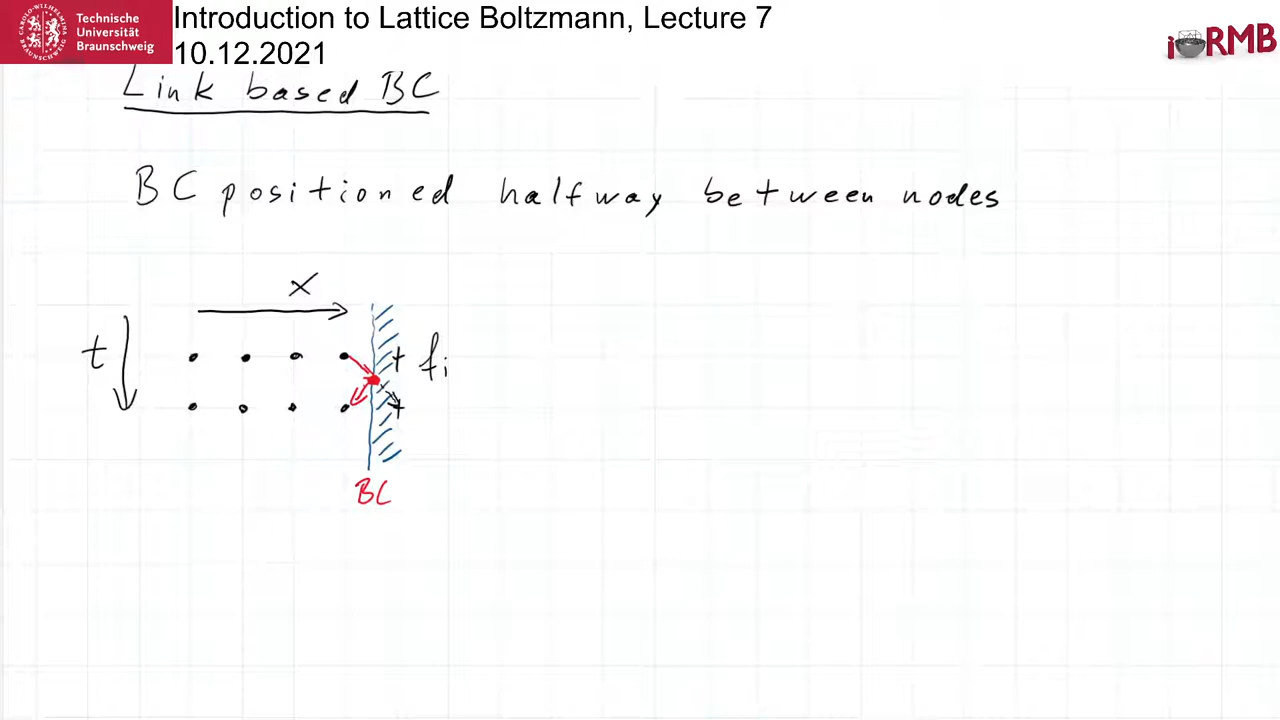 Technische
Universität
Braunschweig
Introduction to Lattice Boltzmann, Lecture 7
10.12.2021
iRMB
Link based BC
BC positioned halfway between nodes
x
t
fi
BC